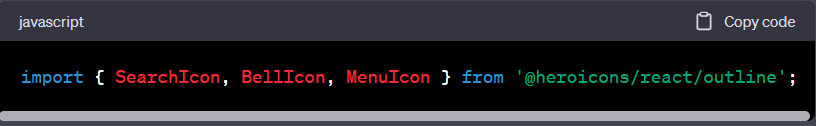 javascript Copy code
import { SearchIcon, BellIcon, MenuIcon } from '@heroicons/react/outline';